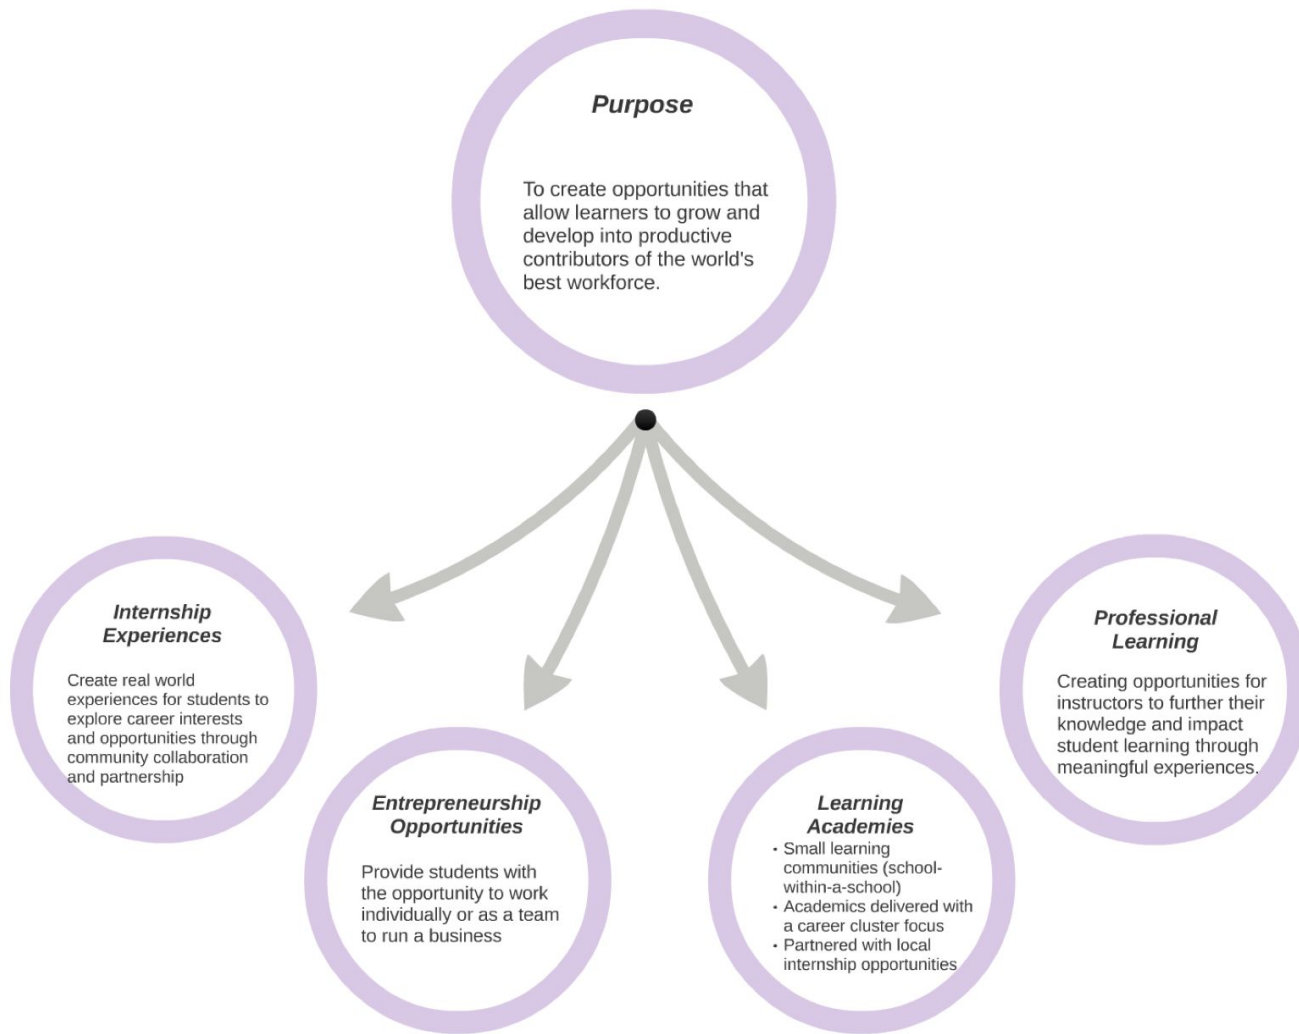 Purpose
To create opportunities that
allow learners to grow and
develop into productive
contributors of the world's
best workforce.
Internship
Experiences
Create real world
experiences for students to
explore career interests
and opportunities through
community collaboration
and partnership
Entrepreneurship
Opportunities
Provide students with
the opportunity to work
individually or as a team
to run a business
Learning
Academies
• Small learning
communities (school-
within-a-school)
• Academics delivered with
a career cluster focus
• Partnered with local
internship opportunities
Professional
Learning
Creating opportunities for
instructors to further their
knowledge and impact
student learning through
meaningful experiences.